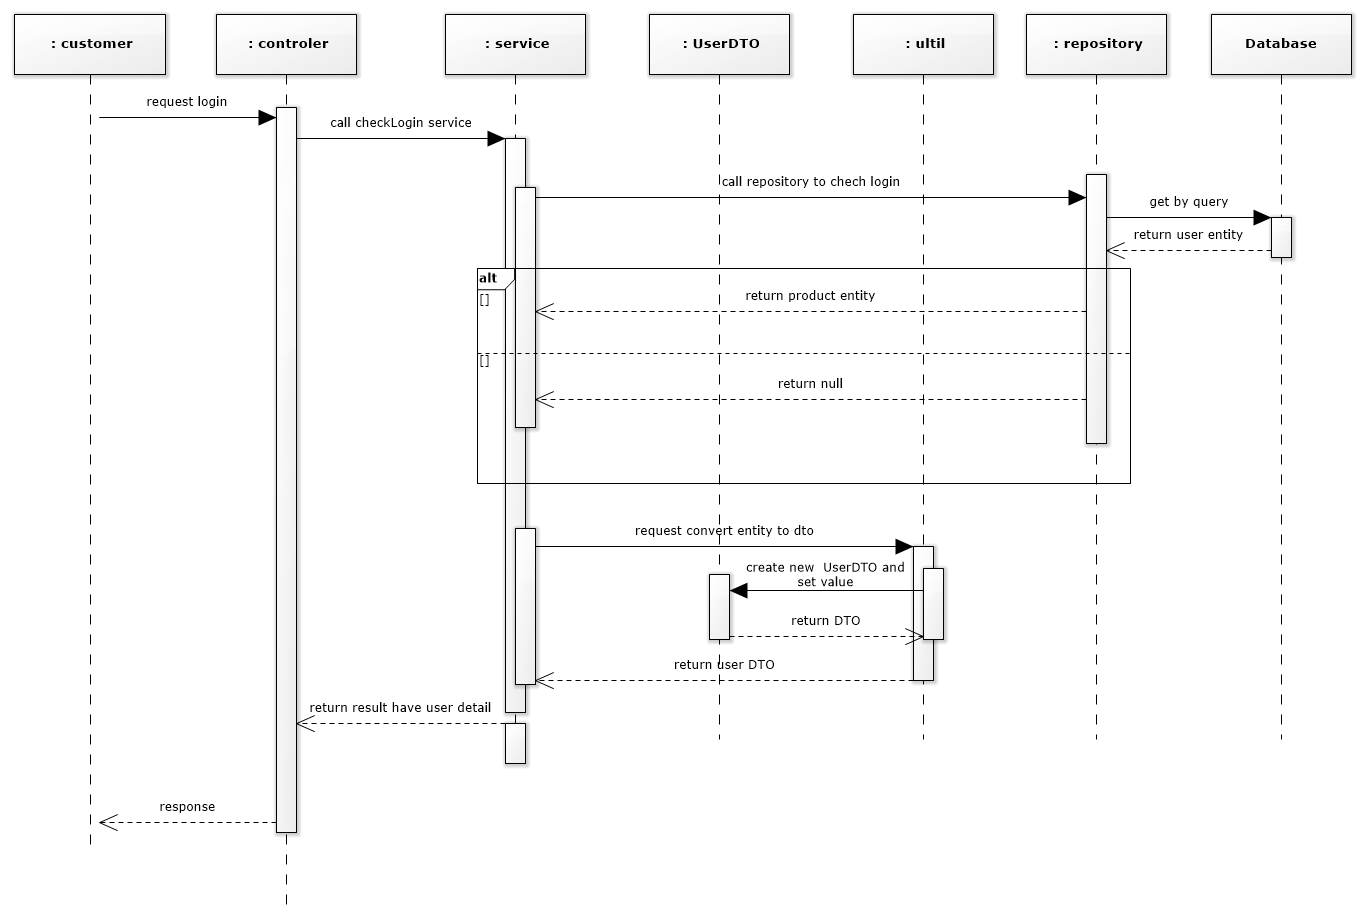 : customer
: controler
: service
: UserDTO
: ultil
: repository
Database
request login
call checkLogin service
call repository to chech login
get by query
return user entity
alt
[]
return product entity
[]
return null
request convert entity to dto
create new  UserDTO and
set value
return DTO
return user DTO
return result have user detail
response